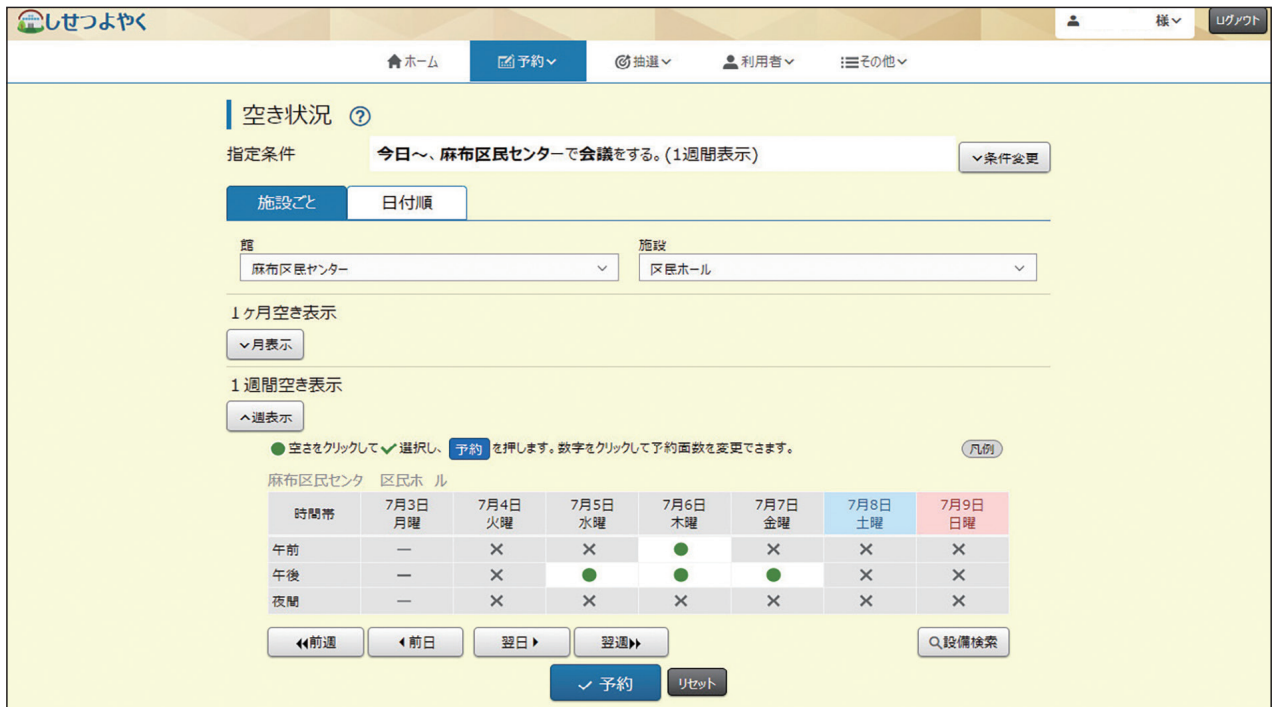 しせつよやく
様
ログアウト
ホーム 予約 抽選 利用者 その他
空き状況 ?
指定条件 今日～、麻布区民センターで会議をする。(1週間表示) 条件変更
施設ごと 日付順
館 施設
麻布区民センター 区民ホール
1ヶ月空き表示
月表示
1週間空き表示
週表示
● 空きをクリックして✓選択し、 予約 を押します。数字をクリックして予約面数を変更できます。 凡例
麻布区民センタ 区民ホ ル
時間帯 7月3日 7月4日 7月5日 7月6日 7月7日 7月8日 7月9日
月曜 火曜 水曜 木曜 金曜 土曜 日曜
午前 － × × ● × × ×
午後 － × ● ● ● × ×
夜間 － × × × × × ×
前週 前日 翌日 翌週 設備検索
✓ 予約 リセット